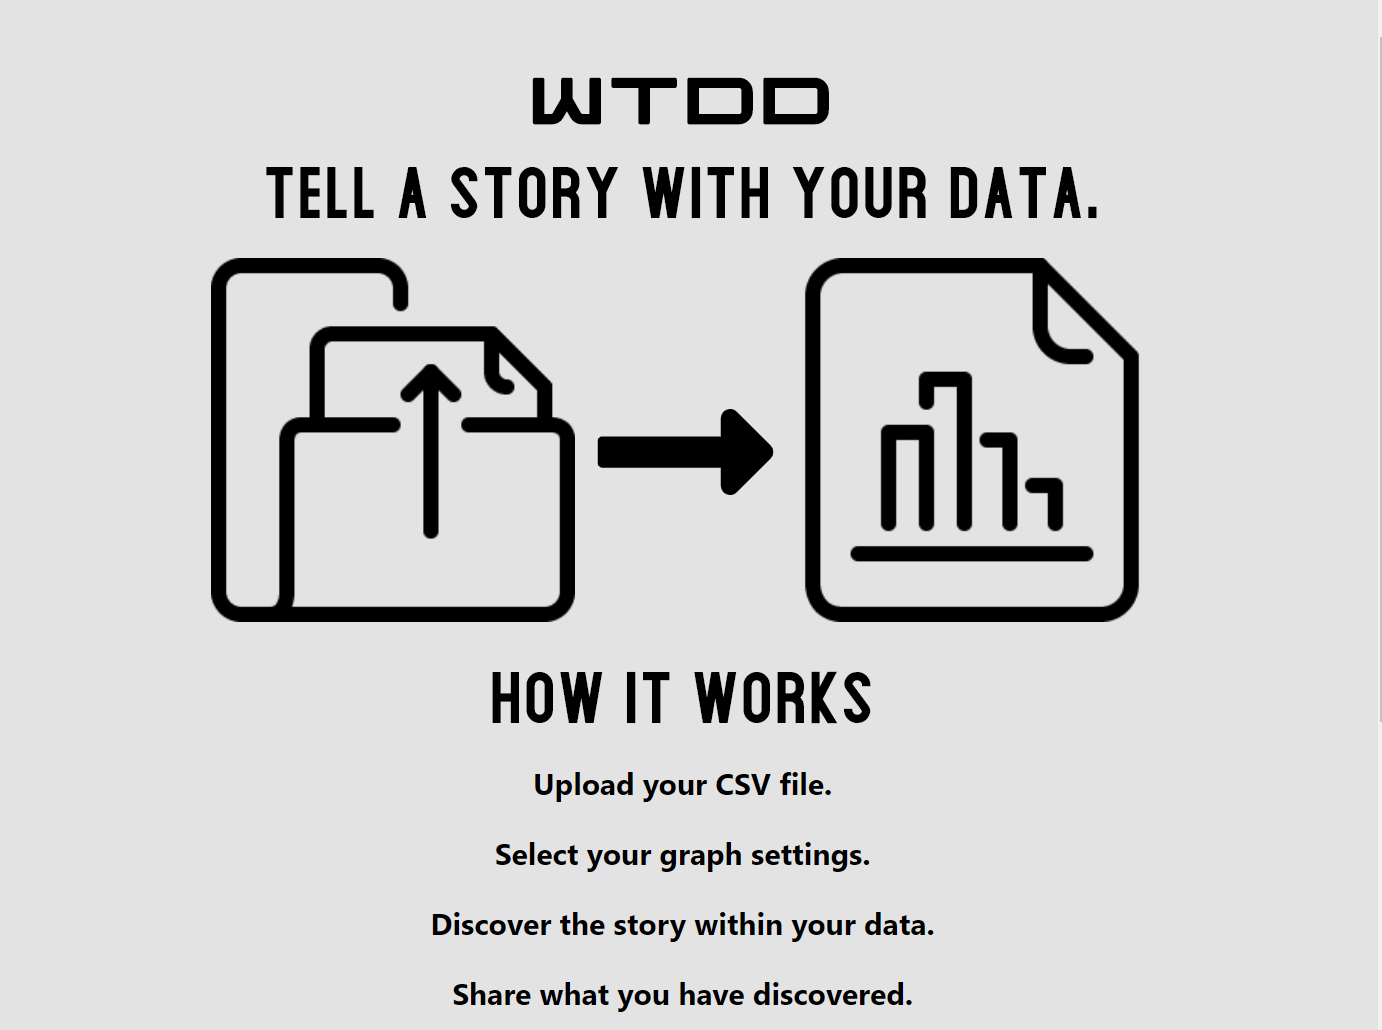 WTDD
TELL A STORY WITH YOUR DATA.
HOW IT WORKS
Upload your CSV file.
Select your graph settings.
Discover the story within your data.
Share what you have discovered.